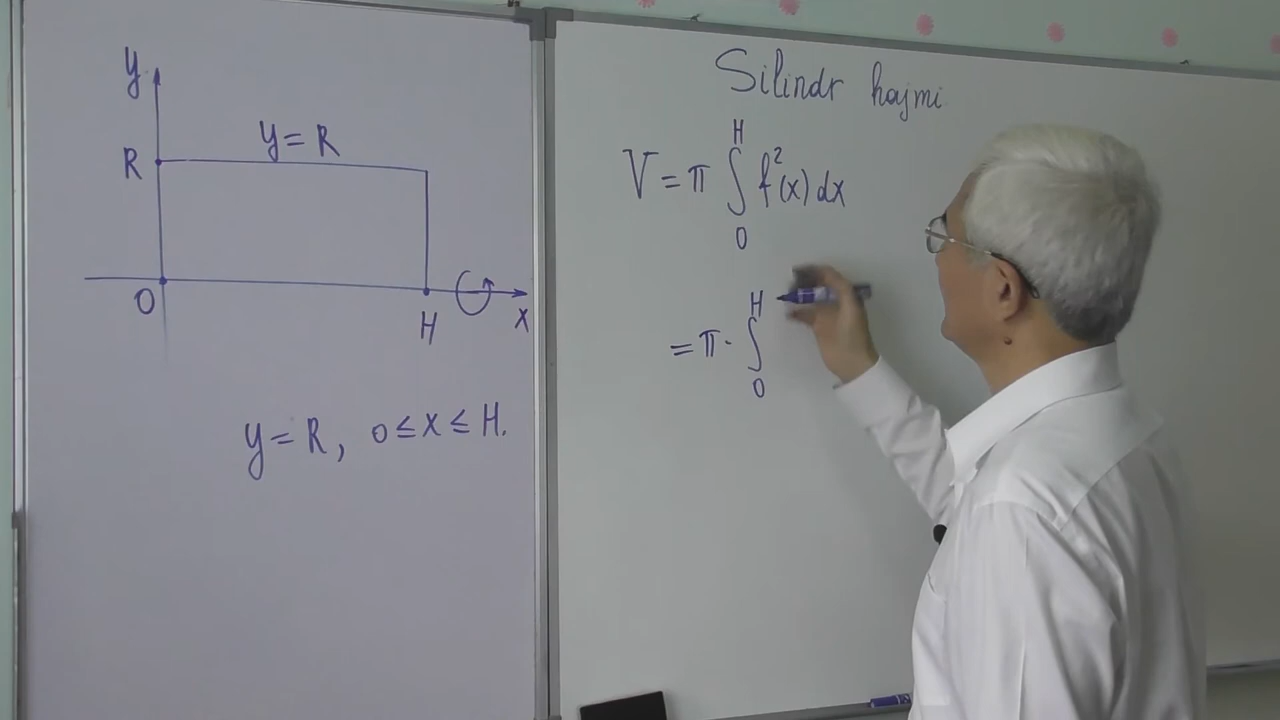 y
y = R
R
O
H
x
y = R, 0 ≤ x ≤ H.
Silindr hajmi
V = π ∫₀ᴴ f²(x) dx
= π · ∫₀ᴴ